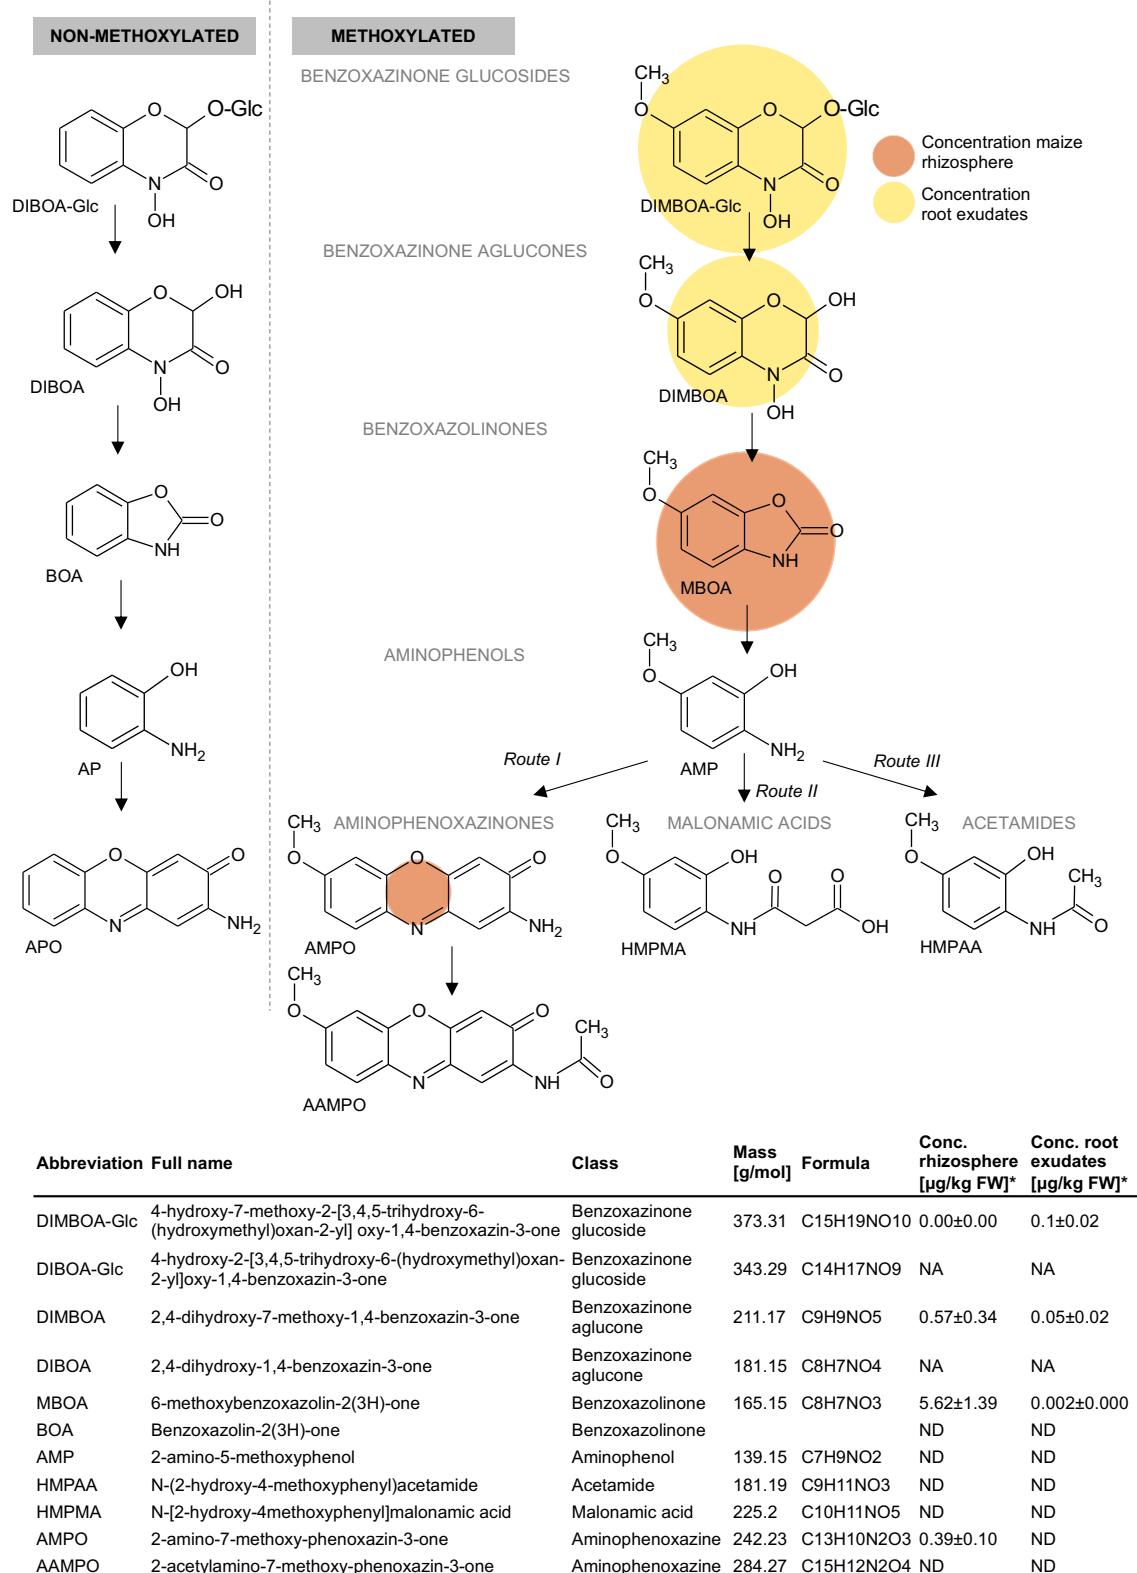 NON-METHOXYLATED
METHOXYLATED
BENZOXAZINONE GLUCOSIDES
CH3
O
O
O-Glc
N
O
OH
DIBOA-Glc
O
O-Glc
N
O
OH
DIMBOA-Glc
Concentration maize
rhizosphere
Concentration
root exudates
BENZOXAZINONE AGLUCONES
CH3
O
O
OH
N
O
OH
DIBOA
O
OH
N
O
OH
DIMBOA
BENZOXAZOLINONES
CH3
O
O
O
NH
BOA
O
O
NH
MBOA
AMINOPHENOLS
CH3
O
OH
NH2
AP
OH
NH2
AMP
Route I
Route II
Route III
AMINOPHENOXAZINONES
MALONAMIC ACIDS
ACETAMIDES
O
O
N
NH2
APO
CH3
O
O
O
N
NH2
AMPO
CH3
O
OH
O
O
NH
OH
HMPMA
CH3
O
OH
CH3
NH
O
HMPAA
CH3
O
O
O
CH3
N
NH
O
AAMPO
Abbreviation Full name Class Mass [g/mol] Formula Conc. rhizosphere [µg/kg FW]* Conc. root exudates [µg/kg FW]*
DIMBOA-Glc 4-hydroxy-7-methoxy-2-[3,4,5-trihydroxy-6- Benzoxazinone 373.31 C15H19NO10 0.00±0.00 0.1±0.02
(hydroxymethyl)oxan-2-yl] oxy-1,4-benzoxazin-3-one glucoside
DIBOA-Glc 4-hydroxy-2-[3,4,5-trihydroxy-6-(hydroxymethyl)oxan- Benzoxazinone 343.29 C14H17NO9 NA NA
2-yl]oxy-1,4-benzoxazin-3-one glucoside
DIMBOA 2,4-dihydroxy-7-methoxy-1,4-benzoxazin-3-one Benzoxazinone aglucone 211.17 C9H9NO5 0.57±0.34 0.05±0.02
DIBOA 2,4-dihydroxy-1,4-benzoxazin-3-one Benzoxazinone aglucone 181.15 C8H7NO4 NA NA
MBOA 6-methoxybenzoxazolin-2(3H)-one Benzoxazolinone 165.15 C8H7NO3 5.62±1.39 0.002±0.000
BOA Benzoxazolin-2(3H)-one Benzoxazolinone ND ND
AMP 2-amino-5-methoxyphenol Aminophenol 139.15 C7H9NO2 ND ND
HMPAA N-(2-hydroxy-4-methoxyphenyl)acetamide Acetamide 181.19 C9H11NO3 ND ND
HMPMA N-[2-hydroxy-4methoxyphenyl]malonamic acid Malonamic acid 225.2 C10H11NO5 ND ND
AMPO 2-amino-7-methoxy-phenoxazin-3-one Aminophenoxazine 242.23 C13H10N2O3 0.39±0.10 ND
AAMPO 2-acetylamino-7-methoxy-phenoxazin-3-one Aminophenoxazine 284.27 C15H12N2O4 ND ND